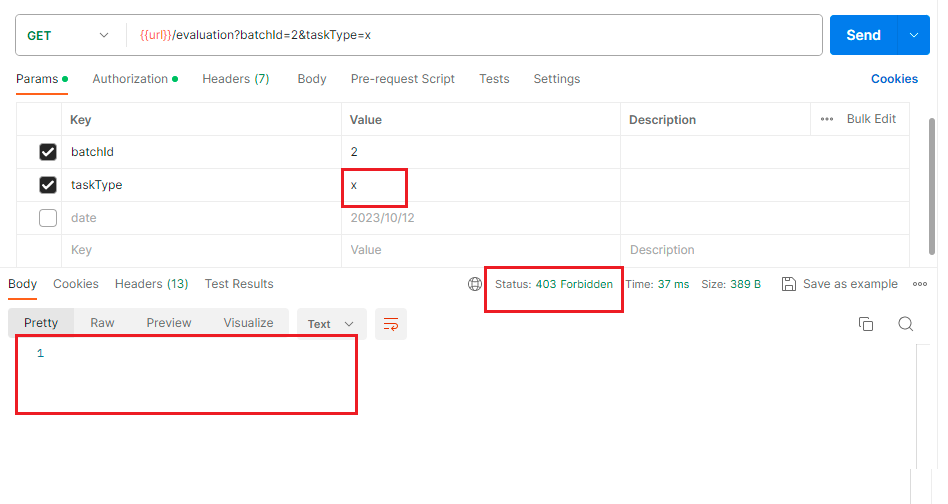 GET {{url}}/evaluation?batchId=2&taskType=x Send
Params Authorization Headers (7) Body Pre-request Script Tests Settings Cookies
Key Value Description Bulk Edit
batchId 2
taskType x
date 2023/10/12
Key Value Description
Body Cookies Headers (13) Test Results Status: 403 Forbidden Time: 37 ms Size: 389 B Save as example
Pretty Raw Preview Visualize Text
1